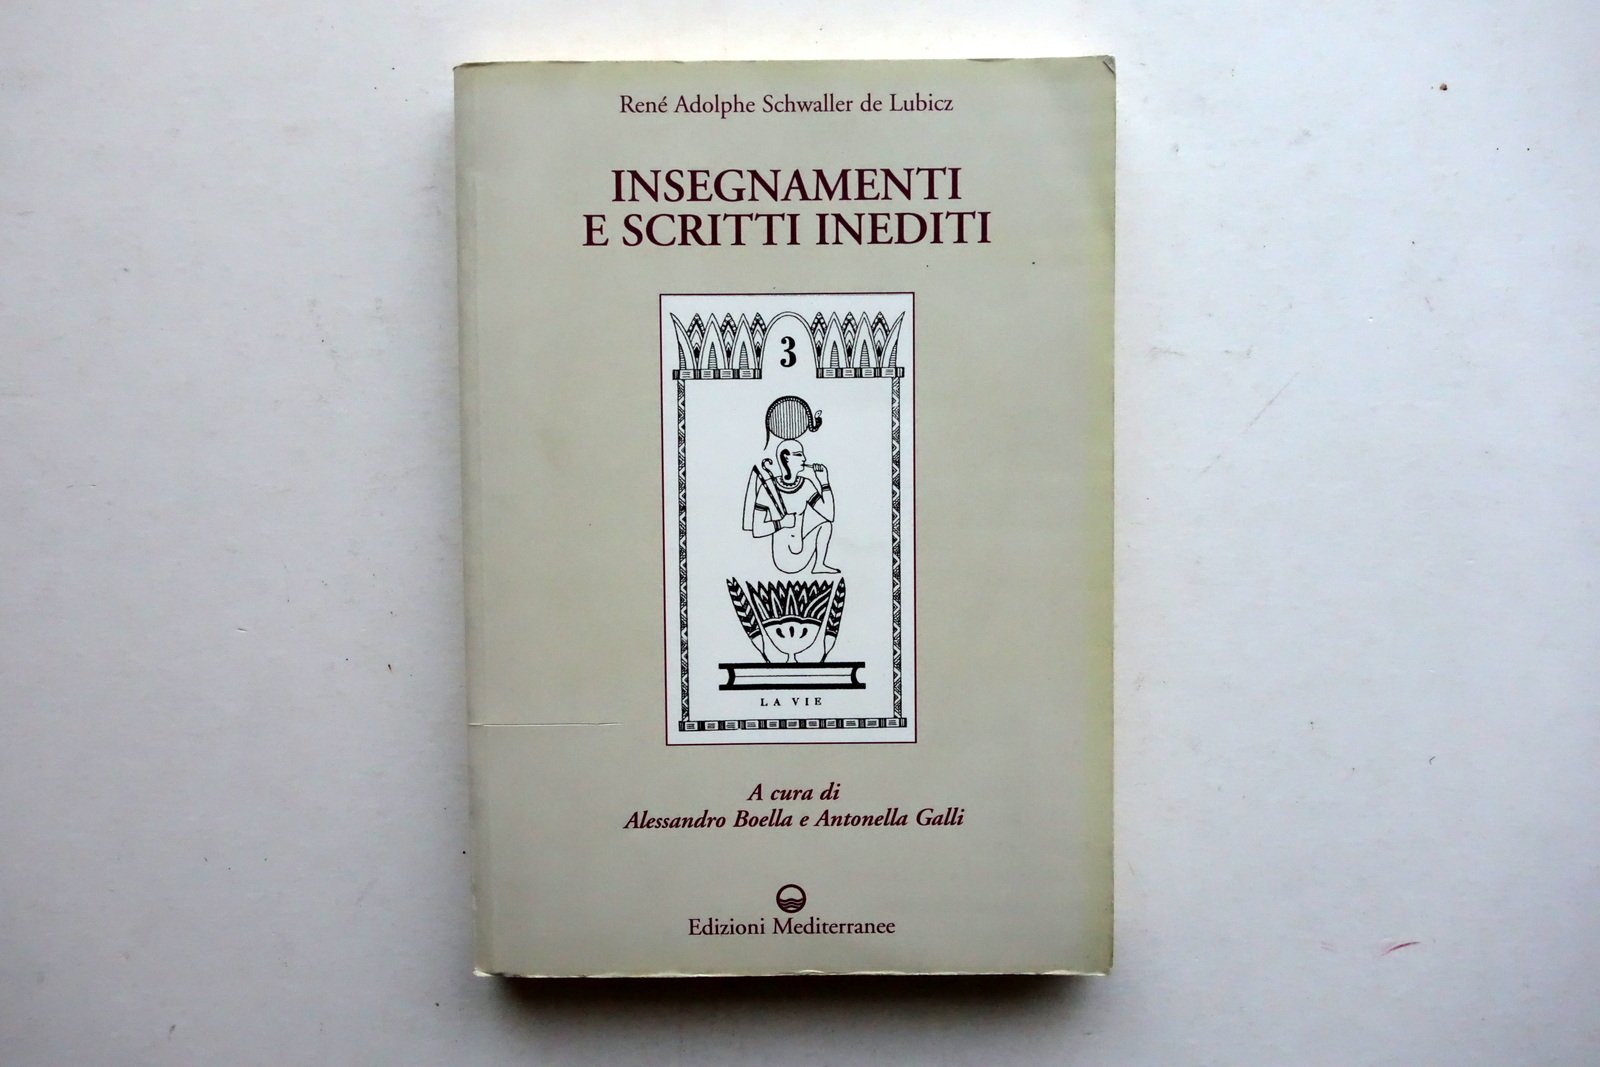 René Adolphe Schwaller de Lubicz
INSEGNAMENTI
E SCRITTI INEDITI
3
LA VIE
A cura di
Alessandro Boella e Antonella Galli
Edizioni Mediterranee